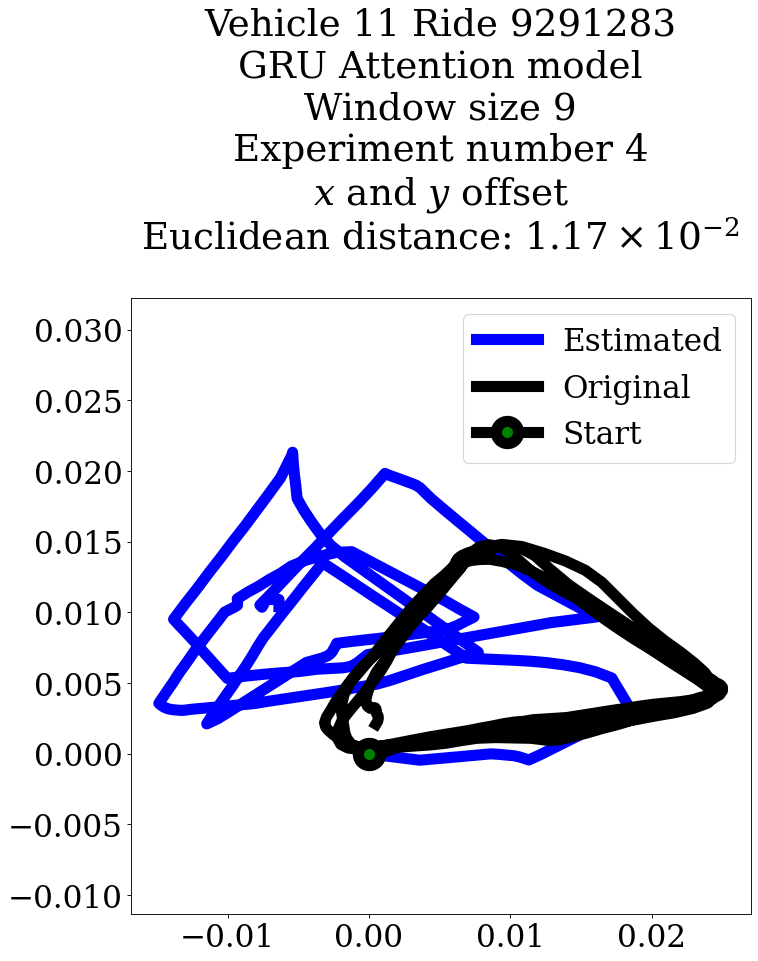 Vehicle 11 Ride 9291283
GRU Attention model
Window size 9
Experiment number 4
x and y offset
Euclidean distance: 1.17 × 10⁻²
Estimated
Original
Start
0.030
0.025
0.020
0.015
0.010
0.005
0.000
−0.005
−0.010
−0.01 0.00 0.01 0.02